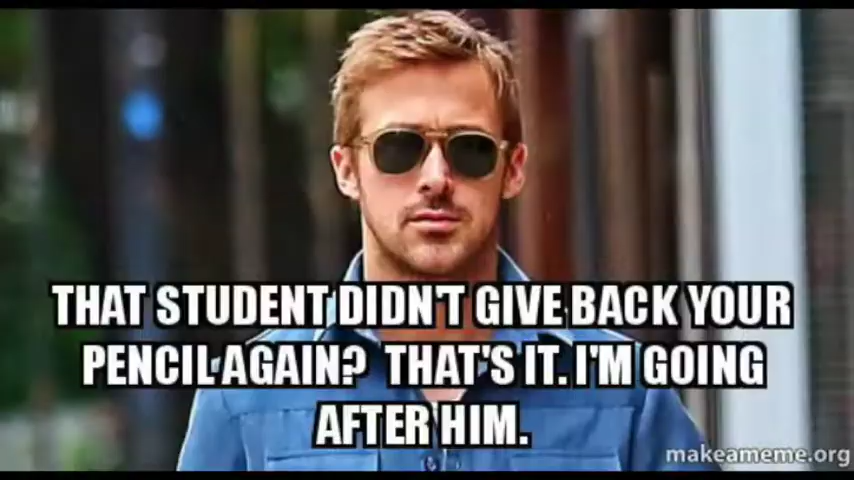 THAT STUDENT DIDN'T GIVE BACK YOUR
PENCIL AGAIN? THAT'S IT. I'M GOING
AFTER HIM.
makeameme.org